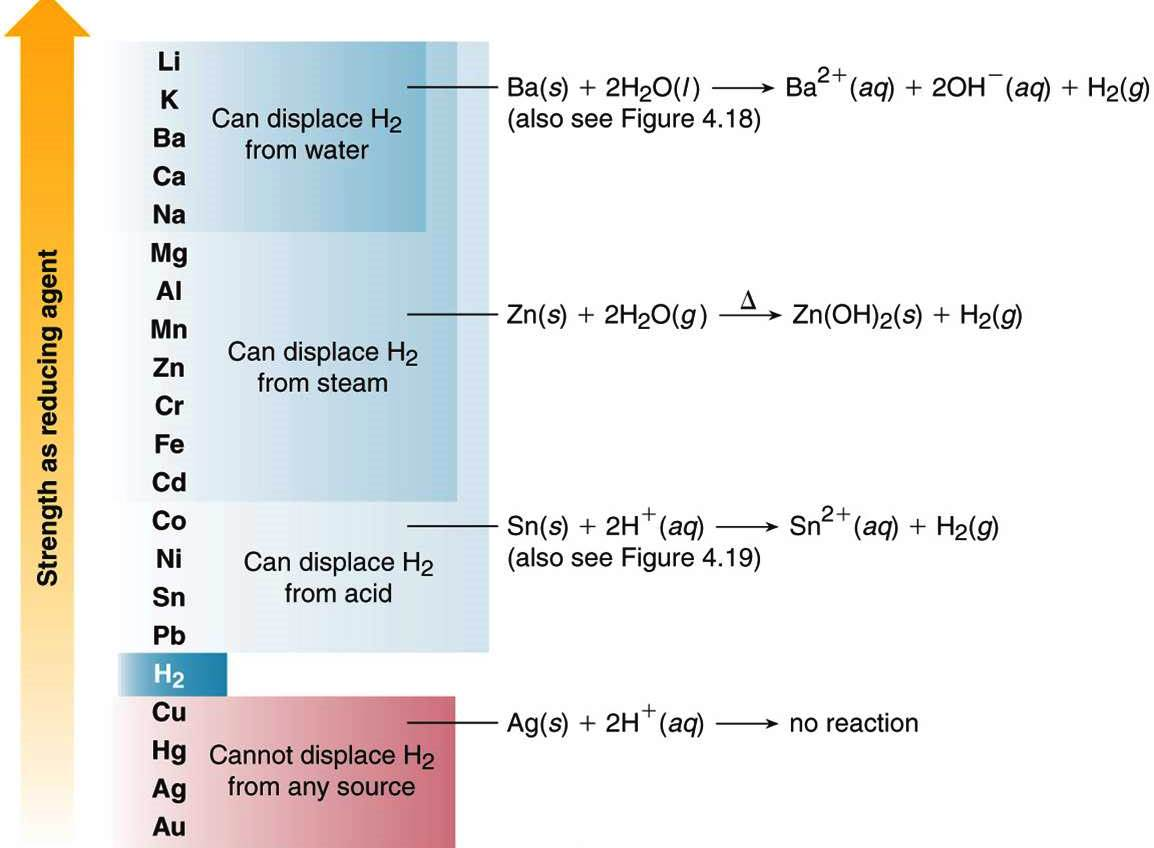 Strength as reducing agent
Li
K
Ba
Ca
Na
Mg
Al
Mn
Zn
Cr
Fe
Cd
Co
Ni
Sn
Pb
H₂
Cu
Hg
Ag
Au
Can displace H₂
from water
Ba(s) + 2H₂O(l) ⟶ Ba²⁺(aq) + 2OH⁻(aq) + H₂(g)
(also see Figure 4.18)
Can displace H₂
from steam
Δ
Zn(s) + 2H₂O(g) ⟶ Zn(OH)₂(s) + H₂(g)
Can displace H₂
from acid
Sn(s) + 2H⁺(aq) ⟶ Sn²⁺(aq) + H₂(g)
(also see Figure 4.19)
Cannot displace H₂
from any source
Ag(s) + 2H⁺(aq) ⟶ no reaction